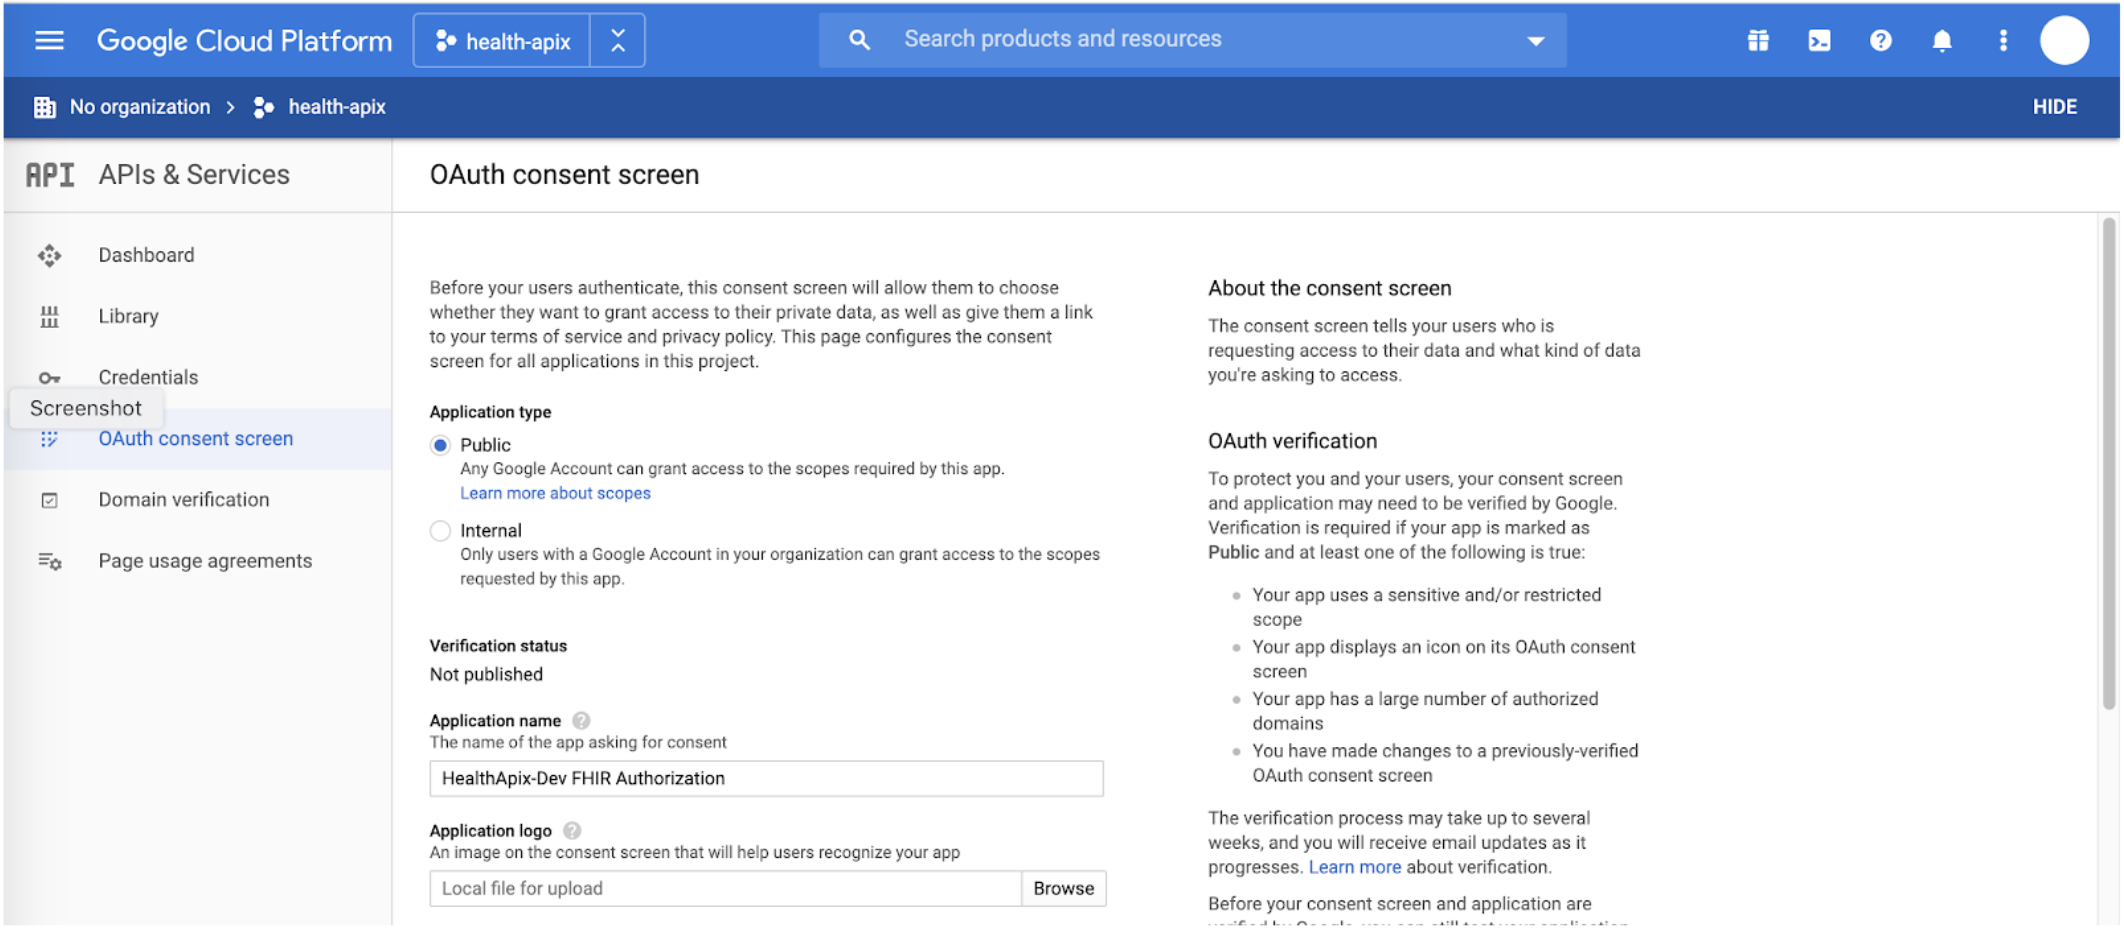 Google Cloud Platform
health-apix
Search products and resources
No organization
health-apix
HIDE
API
APIs & Services
Dashboard
Library
Credentials
Screenshot
OAuth consent screen
Domain verification
Page usage agreements
OAuth consent screen
Before your users authenticate, this consent screen will allow them to choose
whether they want to grant access to their private data, as well as give them a link
to your terms of service and privacy policy. This page configures the consent
screen for all applications in this project.
Application type
Public
Any Google Account can grant access to the scopes required by this app.
Learn more about scopes
Internal
Only users with a Google Account in your organization can grant access to the scopes
requested by this app.
Verification status
Not published
Application name
The name of the app asking for consent
HealthApix-Dev FHIR Authorization
Application logo
An image on the consent screen that will help users recognize your app
Local file for upload
Browse
About the consent screen
The consent screen tells your users who is
requesting access to their data and what kind of data
you're asking to access.
OAuth verification
To protect you and your users, your consent screen
and application may need to be verified by Google.
Verification is required if your app is marked as
Public and at least one of the following is true:
Your app uses a sensitive and/or restricted
scope
Your app displays an icon on its OAuth consent
screen
Your app has a large number of authorized
domains
You have made changes to a previously-verified
OAuth consent screen
The verification process may take up to several
weeks, and you will receive email updates as it
progresses. Learn more about verification.
Before your consent screen and application are